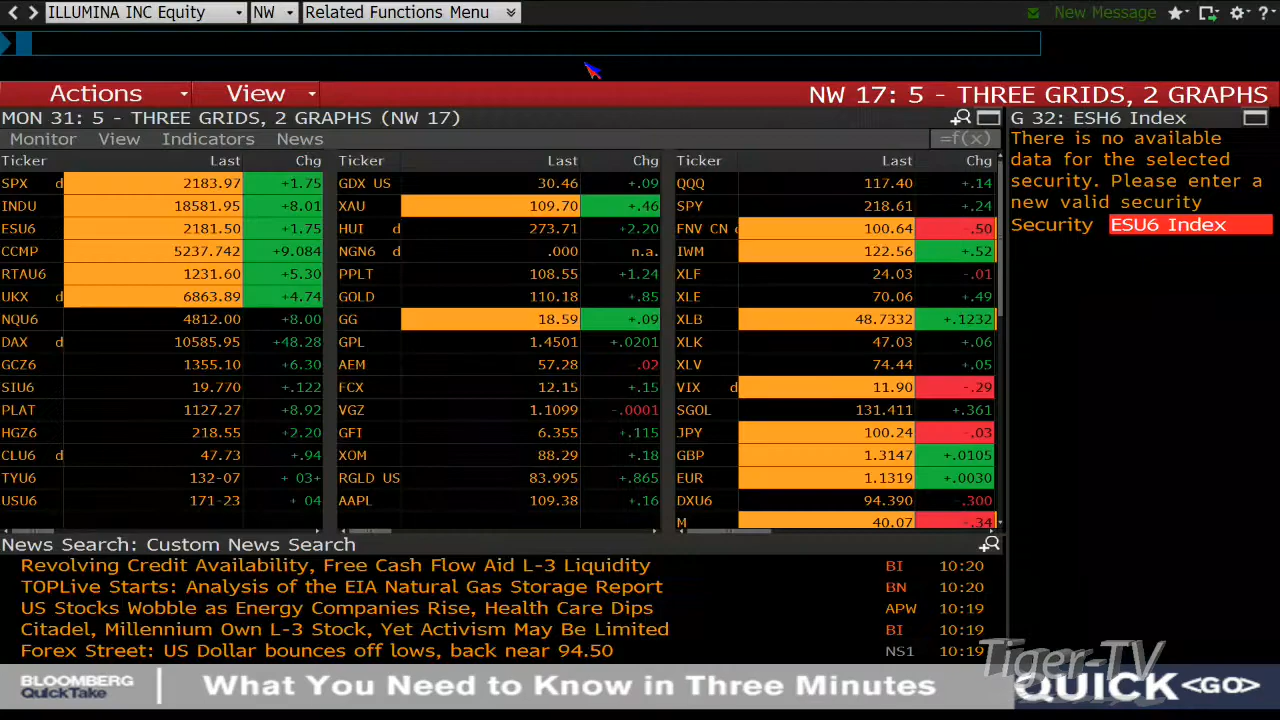 ILLUMINA INC Equity NW Related Functions Menu New Message ?
Actions View NW 17: 5 - THREE GRIDS, 2 GRAPHS
MON 31: 5 - THREE GRIDS, 2 GRAPHS (NW 17) G 32: ESH6 Index
Monitor View Indicators News =f(x)
There is no available
data for the selected
security. Please enter a
new valid security
Security ESU6 Index
Ticker Last Chg Ticker Last Chg Ticker Last Chg
SPX d 2183.97 +1.75 GDX US 30.46 +.09 QQQ 117.40 +.14
INDU 18581.95 +8.01 XAU 109.70 +.46 SPY 218.61 +.24
ESU6 2181.50 +1.75 HUI d 273.71 +2.20 FNV CN d 100.64 -.50
CCMP 5237.742 +9.084 NGN6 d .000 n.a. IWM 122.56 +.52
RTAU6 1231.60 +5.30 PPLT 108.55 +1.24 XLF 24.03 -.01
UKX d 6863.89 +4.74 GOLD 110.18 +.85 XLE 70.06 +.49
NQU6 4812.00 +8.00 GG 18.59 +.09 XLB 48.7332 +.1232
DAX d 10585.95 +48.28 GPL 1.4501 +.0201 XLK 47.03 +.06
GCZ6 1355.10 +6.30 AEM 57.28 .02 XLV 74.44 +.05
SIU6 19.770 +.122 FCX 12.15 +.15 VIX d 11.90 -.29
PLAT 1127.27 +8.92 VGZ 1.1099 -.0001 SGOL 131.411 +.361
HGZ6 218.55 +2.20 GFI 6.355 +.115 JPY 100.24 -.03
CLU6 d 47.73 +.94 XOM 88.29 +.18 GBP 1.3147 +.0105
TYU6 132-07 + 03+ RGLD US 83.995 +.865 EUR 1.1319 +.0030
USU6 171-23 + 04 AAPL 109.38 +.16 DXU6 94.390 -.300
M 40.07 -.34
News Search: Custom News Search
Revolving Credit Availability, Free Cash Flow Aid L-3 Liquidity BI 10:20
TOPLive Starts: Analysis of the EIA Natural Gas Storage Report BN 10:20
US Stocks Wobble as Energy Companies Rise, Health Care Dips APW 10:19
Citadel, Millennium Own L-3 Stock, Yet Activism May Be Limited BI 10:19
Forex Street: US Dollar bounces off lows, back near 94.50 NS1 10:19
Tiger-TV
BLOOMBERG
QuickTake
What You Need to Know in Three Minutes
QUICK <GO>